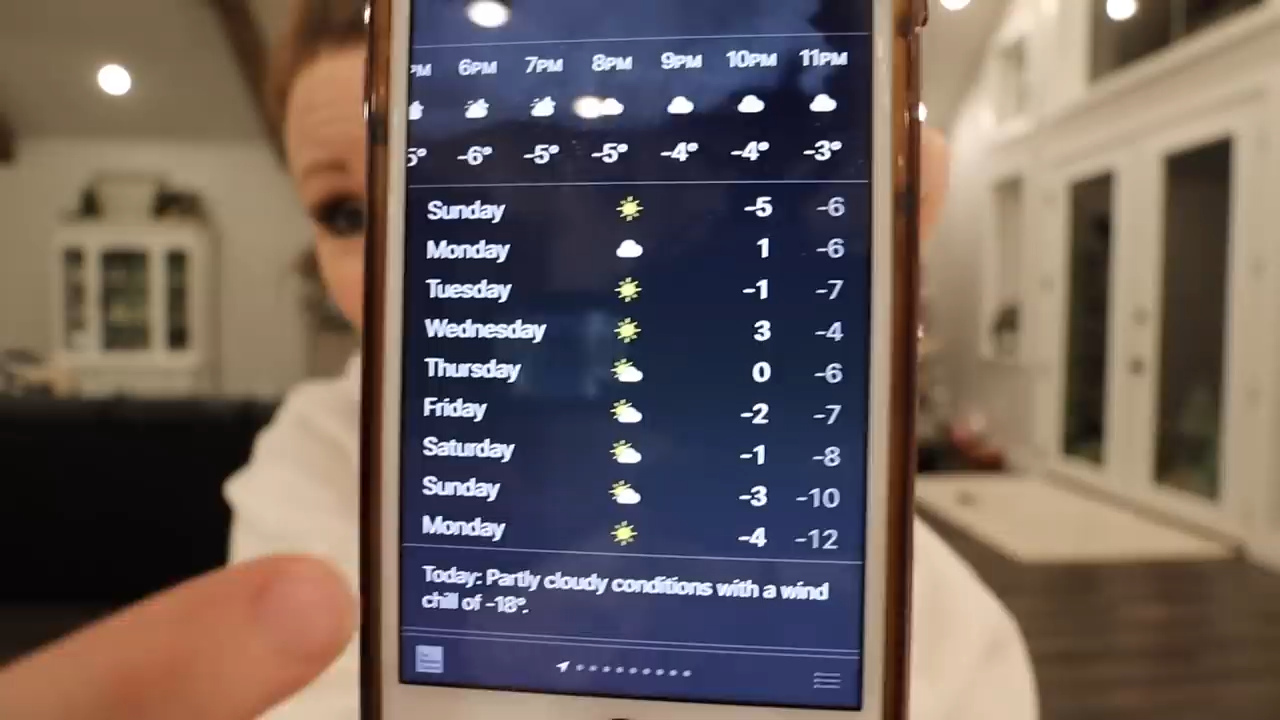 PM 6PM 7PM 8PM 9PM 10PM 11PM
5° -6° -5° -5° -4° -4° -3°
Sunday -5 -6
Monday 1 -6
Tuesday -1 -7
Wednesday 3 -4
Thursday 0 -6
Friday -2 -7
Saturday -1 -8
Sunday -3 -10
Monday -4 -12
Today: Partly cloudy conditions with a wind
chill of -18°.